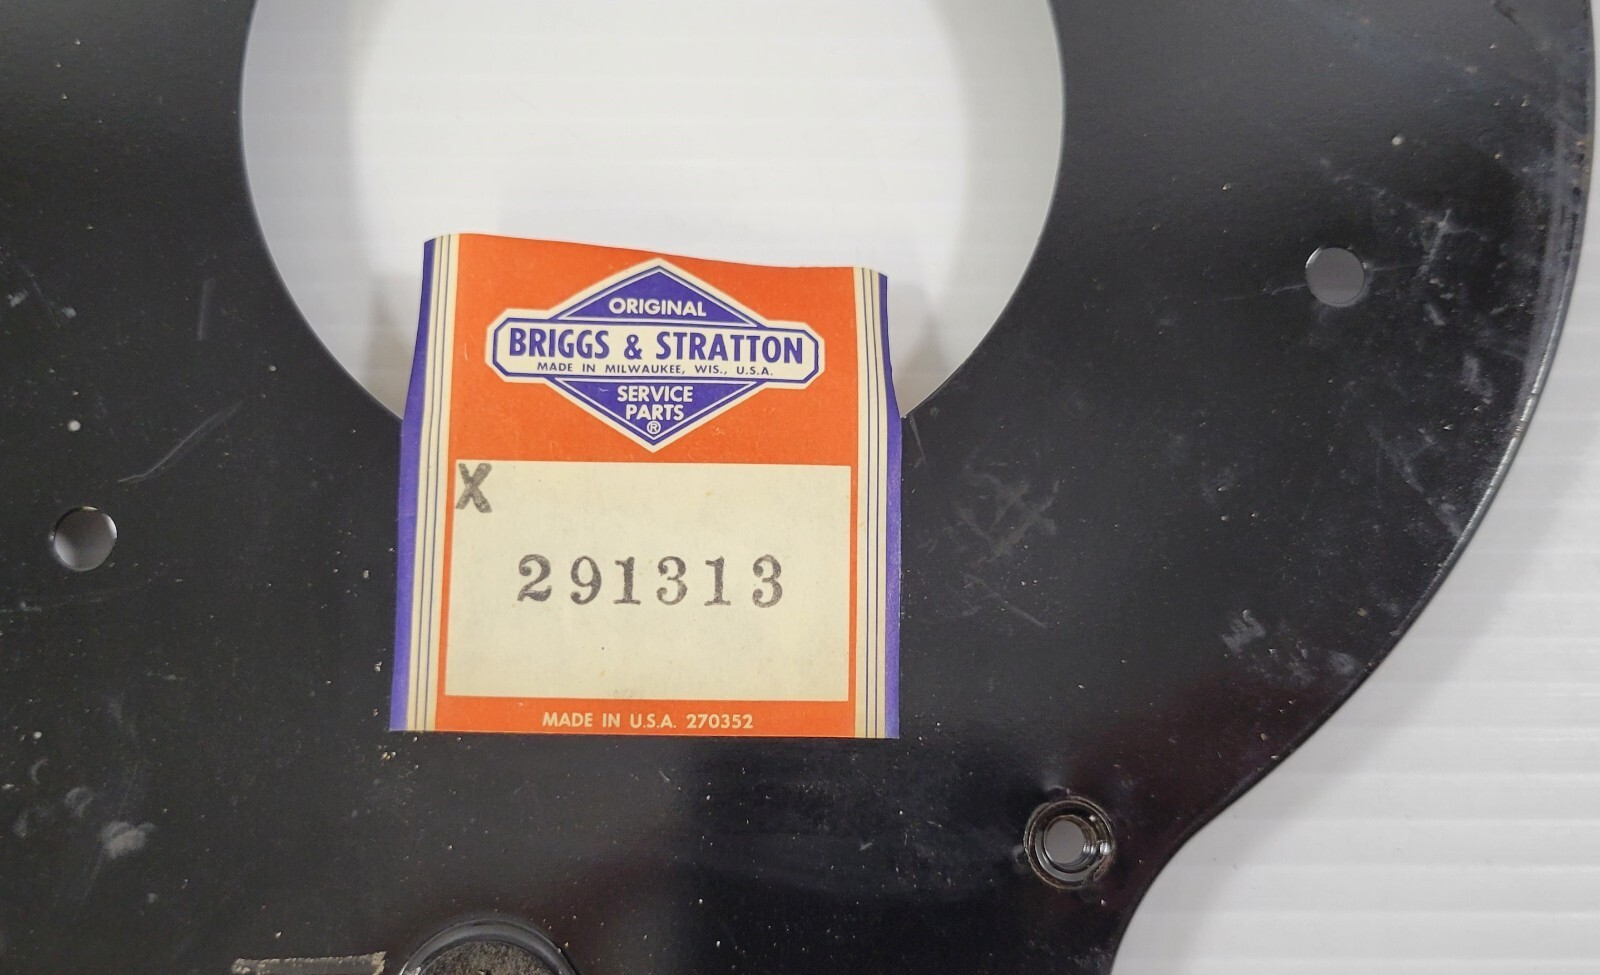 ORIGINAL
BRIGGS & STRATTON
MADE IN MILWAUKEE, WIS., U.S.A.
SERVICE
PARTS
®
X
291313
MADE IN U.S.A. 270352